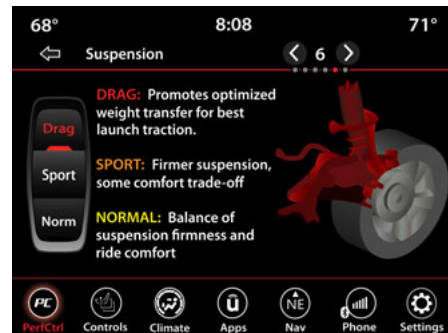 68°
8:08
71°
Suspension
6
Drag
Sport
Norm
DRAG: Promotes optimized
weight transfer for best
launch traction.
SPORT: Firmer suspension,
some comfort trade-off
NORMAL: Balance of
suspension firmness and
ride comfort
PC
û
NE
PerfCtrl
Controls
Climate
Apps
Nav
Phone
Settings